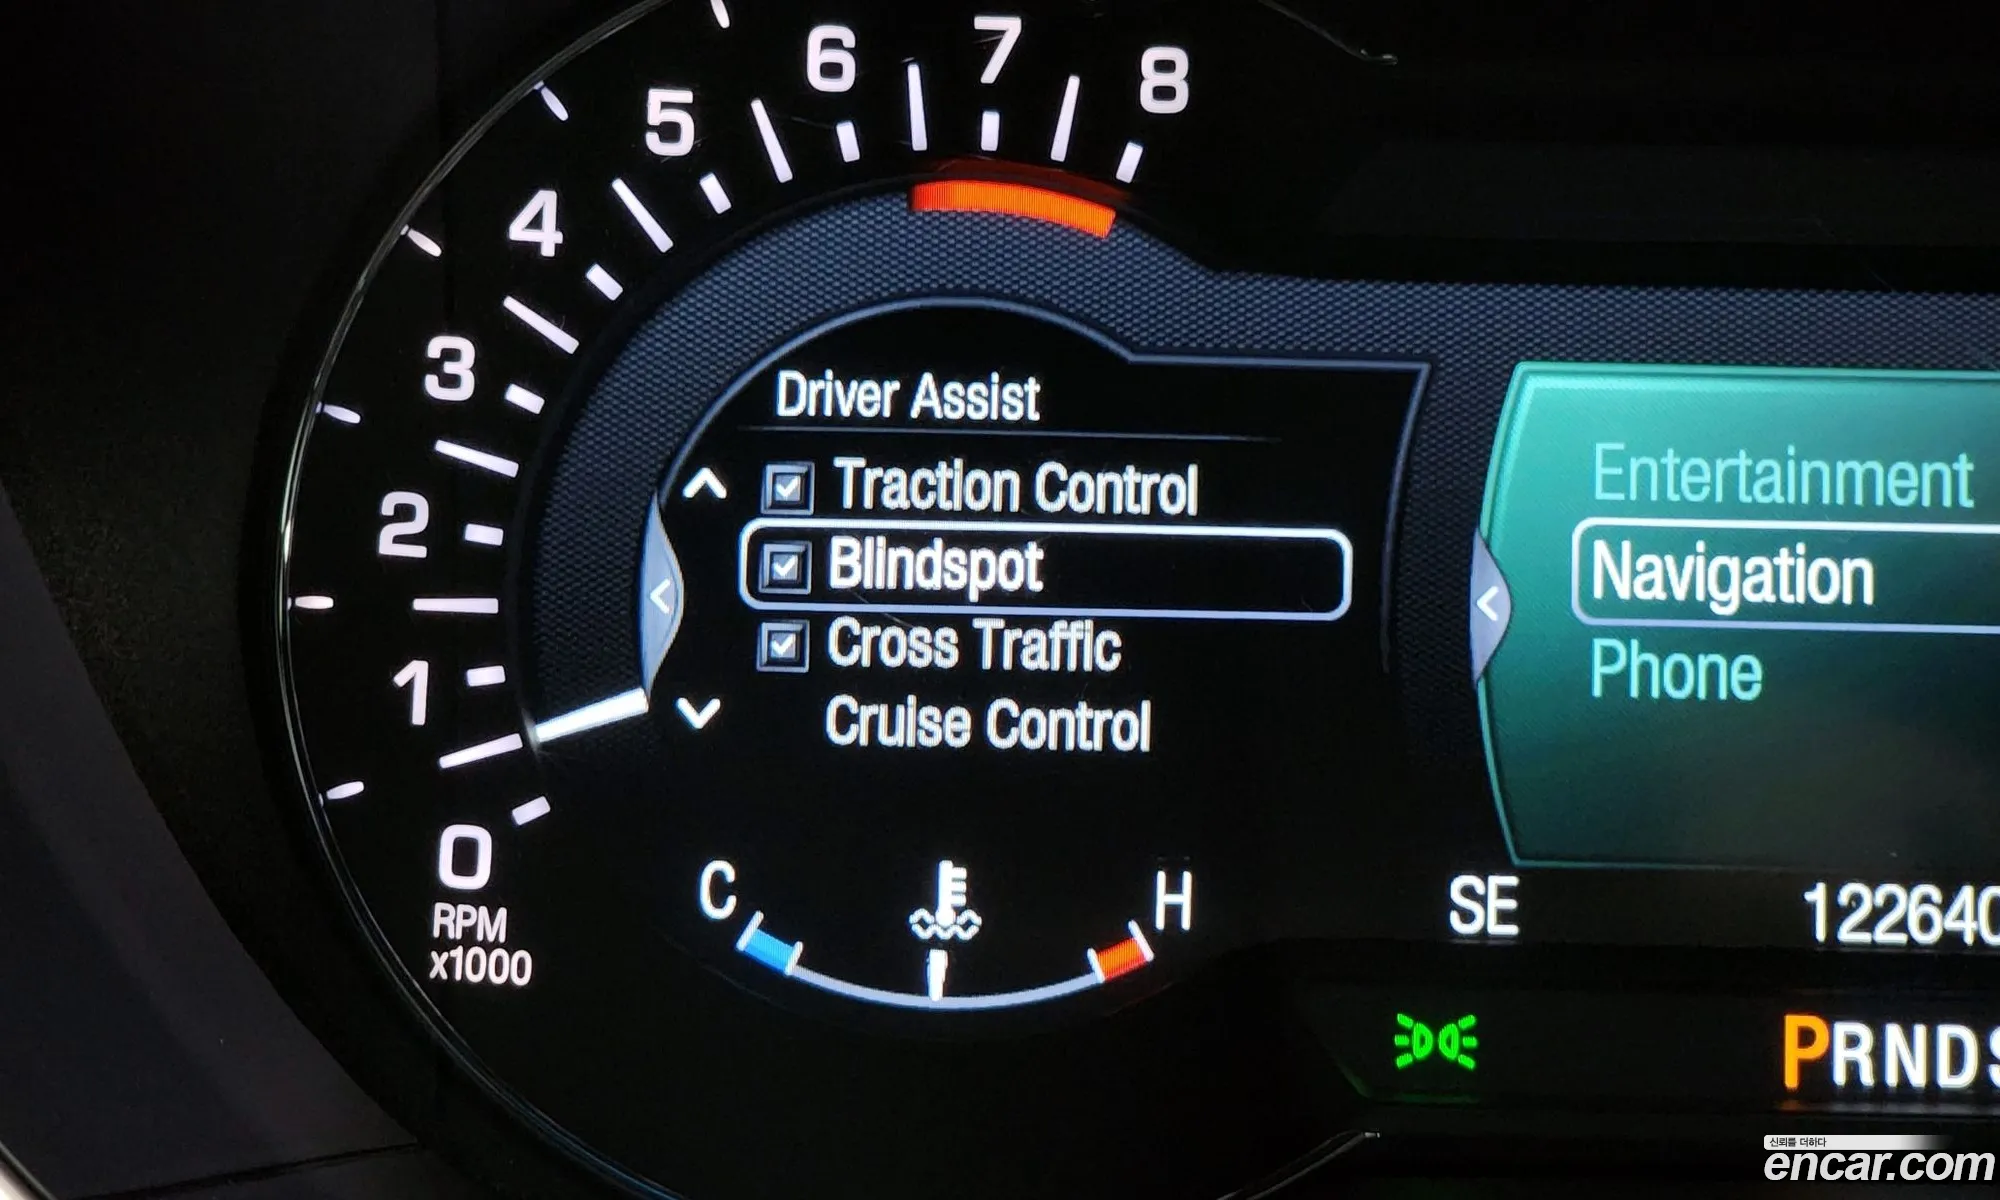 8
7
6
5
4
3
2
1
0
RPM
x1000
Driver Assist
Traction Control
Blindspot
Cross Traffic
Cruise Control
C
H
Entertainment
Navigation
Phone
SE
122640
PRNDS
신뢰를 더하다
encar.com